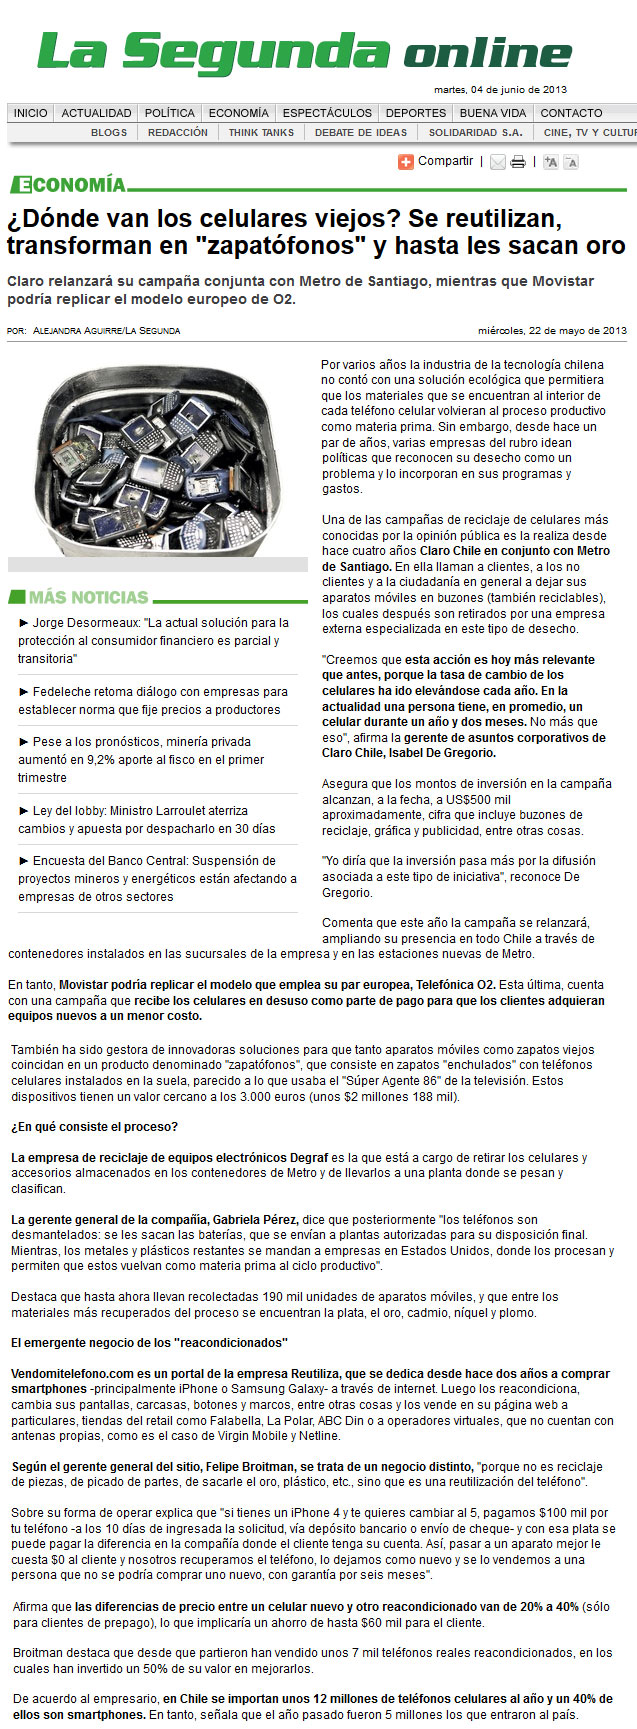 La Segunda online
martes, 04 de junio de 2013
INICIO ACTUALIDAD POLÍTICA ECONOMÍA ESPECTÁCULOS DEPORTES BUENA VIDA CONTACTO
BLOGS REDACCIÓN THINK TANKS DEBATE DE IDEAS SOLIDARIDAD S.A. CINE, TV Y CULTUR
Compartir | | +A -A
ECONOMÍA
¿Dónde van los celulares viejos? Se reutilizan,
transforman en "zapatófonos" y hasta les sacan oro
Claro relanzará su campaña conjunta con Metro de Santiago, mientras que Movistar
podría replicar el modelo europeo de O2.
POR: ALEJANDRA AGUIRRE/LA SEGUNDA
miércoles, 22 de mayo de 2013
Por varios años la industria de la tecnología chilena
no contó con una solución ecológica que permitiera
que los materiales que se encuentran al interior de
cada teléfono celular volvieran al proceso productivo
como materia prima. Sin embargo, desde hace un
par de años, varias empresas del rubro idean
políticas que reconocen su desecho como un
problema y lo incorporan en sus programas y
gastos.
Una de las campañas de reciclaje de celulares más
conocidas por la opinión pública es la realiza desde
hace cuatro años Claro Chile en conjunto con Metro
de Santiago. En ella llaman a clientes, a los no
clientes y a la ciudadanía en general a dejar sus
aparatos móviles en buzones (también reciclables),
los cuales después son retirados por una empresa
externa especializada en este tipo de desecho.
"Creemos que esta acción es hoy más relevante
que antes, porque la tasa de cambio de los
celulares ha ido elevándose cada año. En la
actualidad una persona tiene, en promedio, un
celular durante un año y dos meses. No más que
eso", afirma la gerente de asuntos corporativos de
Claro Chile, Isabel De Gregorio.
Asegura que los montos de inversión en la campaña
alcanzan, a la fecha, a US$500 mil
aproximadamente, cifra que incluye buzones de
reciclaje, gráfica y publicidad, entre otras cosas.
"Yo diría que la inversión pasa más por la difusión
asociada a este tipo de iniciativa", reconoce De
Gregorio.
Comenta que este año la campaña se relanzará,
ampliando su presencia en todo Chile a través de
contenedores instalados en las sucursales de la empresa y en las estaciones nuevas de Metro.
MÁS NOTICIAS
► Jorge Desormeaux: "La actual solución para la
protección al consumidor financiero es parcial y
transitoria"
► Fedeleche retoma diálogo con empresas para
establecer norma que fije precios a productores
► Pese a los pronósticos, minería privada
aumentó en 9,2% aporte al fisco en el primer
trimestre
► Ley del lobby: Ministro Larroulet aterriza
cambios y apuesta por despacharlo en 30 días
► Encuesta del Banco Central: Suspensión de
proyectos mineros y energéticos están afectando a
empresas de otros sectores
En tanto, Movistar podría replicar el modelo que emplea su par europea, Telefónica O2. Esta última, cuenta
con una campaña que recibe los celulares en desuso como parte de pago para que los clientes adquieran
equipos nuevos a un menor costo.
También ha sido gestora de innovadoras soluciones para que tanto aparatos móviles como zapatos viejos
coincidan en un producto denominado "zapatófonos", que consiste en zapatos "enchulados" con teléfonos
celulares instalados en la suela, parecido a lo que usaba el "Súper Agente 86" de la televisión. Estos
dispositivos tienen un valor cercano a los 3.000 euros (unos $2 millones 188 mil).
¿En qué consiste el proceso?
La empresa de reciclaje de equipos electrónicos Degraf es la que está a cargo de retirar los celulares y
accesorios almacenados en los contenedores de Metro y de llevarlos a una planta donde se pesan y
clasifican.
La gerente general de la compañía, Gabriela Pérez, dice que posteriormente "los teléfonos son
desmantelados: se les sacan las baterías, que se envían a plantas autorizadas para su disposición final.
Mientras, los metales y plásticos restantes se mandan a empresas en Estados Unidos, donde los procesan y
permiten que estos vuelvan como materia prima al ciclo productivo".
Destaca que hasta ahora llevan recolectadas 190 mil unidades de aparatos móviles, y que entre los
materiales más recuperados del proceso se encuentran la plata, el oro, cadmio, níquel y plomo.
El emergente negocio de los "reacondicionados"
Vendomitelefono.com es un portal de la empresa Reutiliza, que se dedica desde hace dos años a comprar
smartphones -principalmente iPhone o Samsung Galaxy- a través de internet. Luego los reacondiciona,
cambia sus pantallas, carcasas, botones y marcos, entre otras cosas y los vende en su página web a
particulares, tiendas del retail como Falabella, La Polar, ABC Din o a operadores virtuales, que no cuentan con
antenas propias, como es el caso de Virgin Mobile y Netline.
Según el gerente general del sitio, Felipe Broitman, se trata de un negocio distinto, "porque no es reciclaje
de piezas, de picado de partes, de sacarle el oro, plástico, etc., sino que es una reutilización del teléfono".
Sobre su forma de operar explica que "si tienes un iPhone 4 y te quieres cambiar al 5, pagamos $100 mil por
tu teléfono -a los 10 días de ingresada la solicitud, vía depósito bancario o envío de cheque- y con esa plata se
puede pagar la diferencia en la compañía donde el cliente tenga su cuenta. Así, pasar a un aparato mejor le
cuesta $0 al cliente y nosotros recuperamos el teléfono, lo dejamos como nuevo y se lo vendemos a una
persona que no se podría comprar uno nuevo, con garantía por seis meses".
Afirma que las diferencias de precio entre un celular nuevo y otro reacondicionado van de 20% a 40% (sólo
para clientes de prepago), lo que implicaría un ahorro de hasta $60 mil para el cliente.
Broitman destaca que desde que partieron han vendido unos 7 mil teléfonos reales reacondicionados, en los
cuales han invertido un 50% de su valor en mejorarlos.
De acuerdo al empresario, en Chile se importan unos 12 millones de teléfonos celulares al año y un 40% de
ellos son smartphones. En tanto, señala que el año pasado fueron 5 millones los que entraron al país.